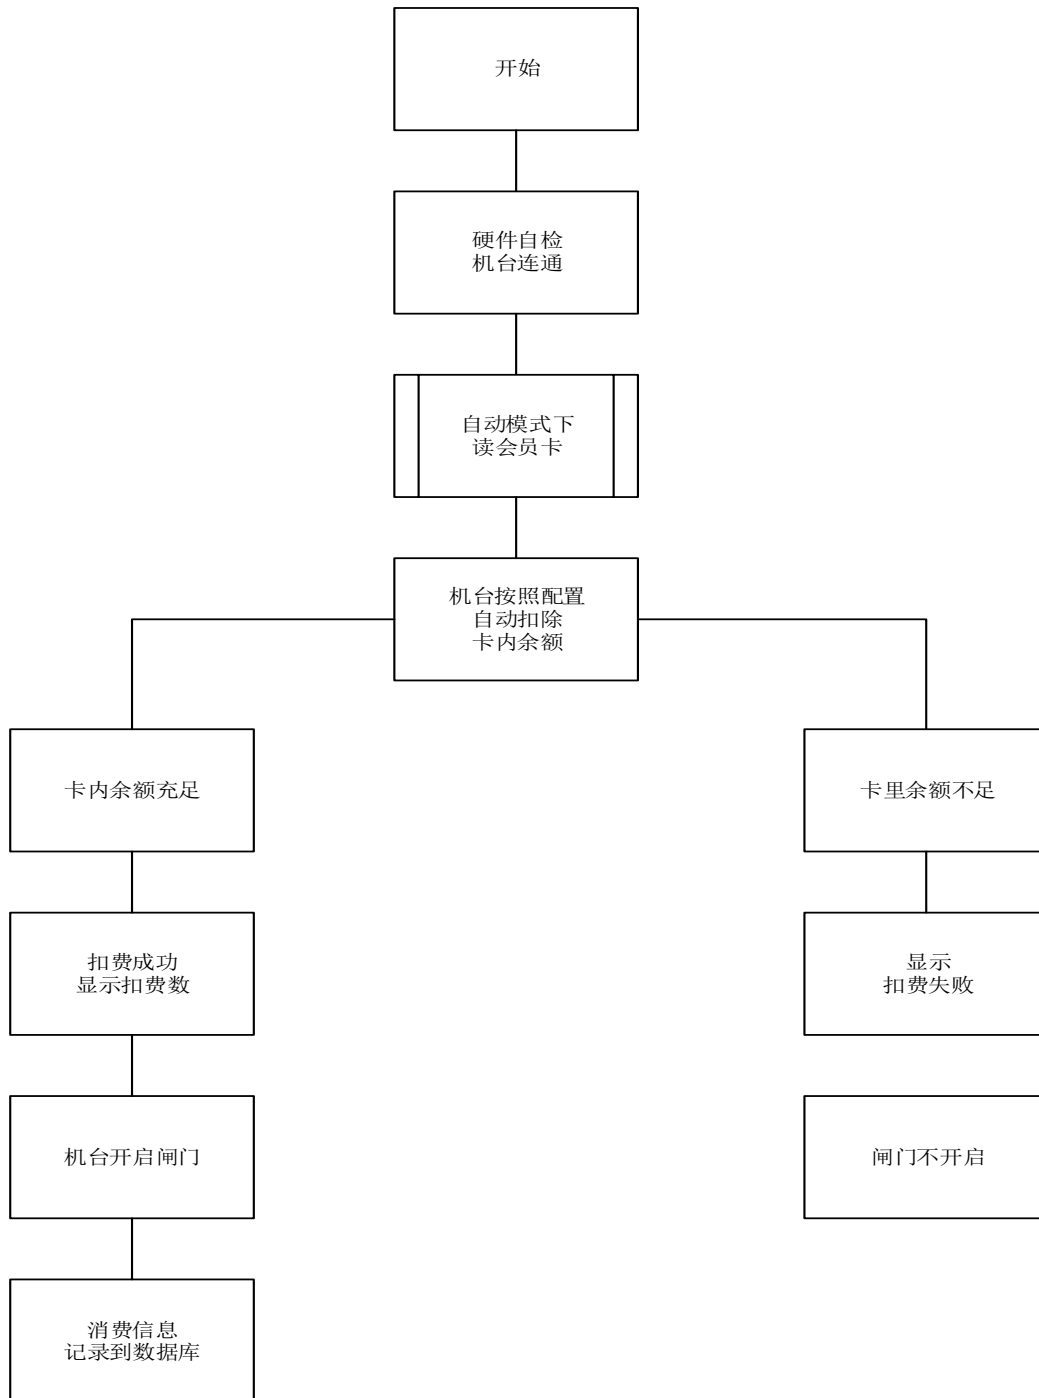 开始
硬件自检
机台连通
自动模式下
读会员卡
机台按照配置
自动扣除
卡内余额
卡内余额充足
卡里余额不足
扣费成功
显示扣费数
显示
扣费失败
机台开启闸门
闸门不开启
消费信息
记录到数据库